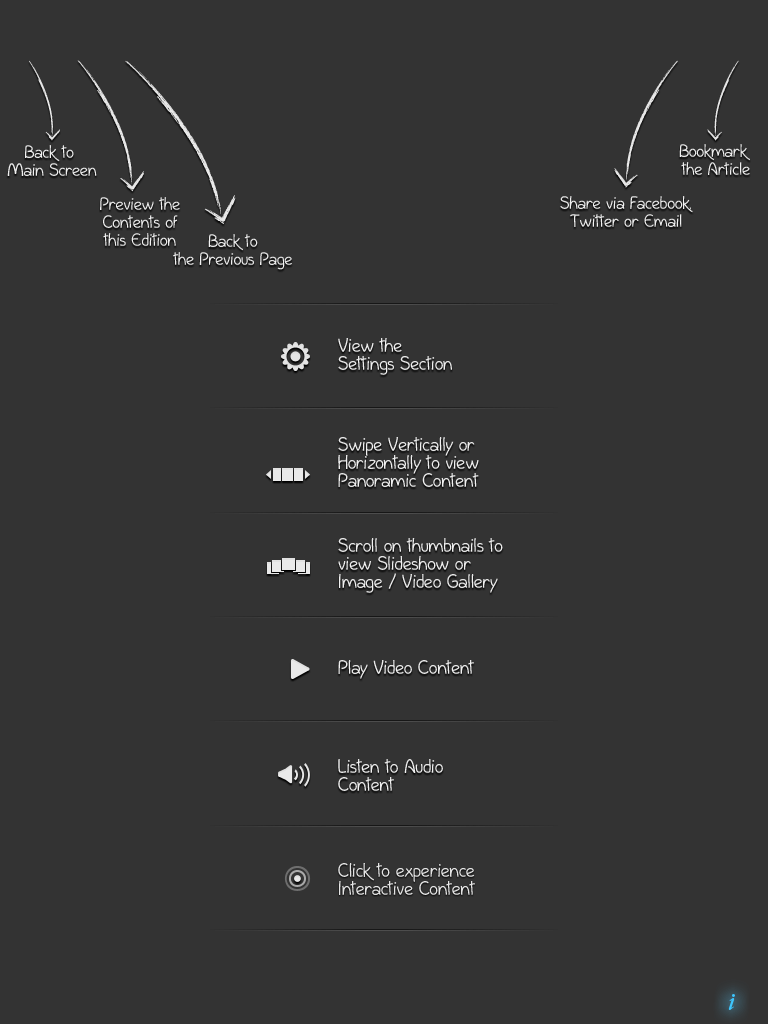 Back to
Main Screen
Preview the
Contents of
this Edition
Back to
the Previous Page
Share via Facebook,
Twitter or Email
Bookmark
the Article
View the
Settings Section
Swipe Vertically or
Horizontally to view
Panoramic Content
Scroll on thumbnails to
view Slideshow or
Image / Video Gallery
Play Video Content
Listen to Audio
Content
Click to experience
Interactive Content
i